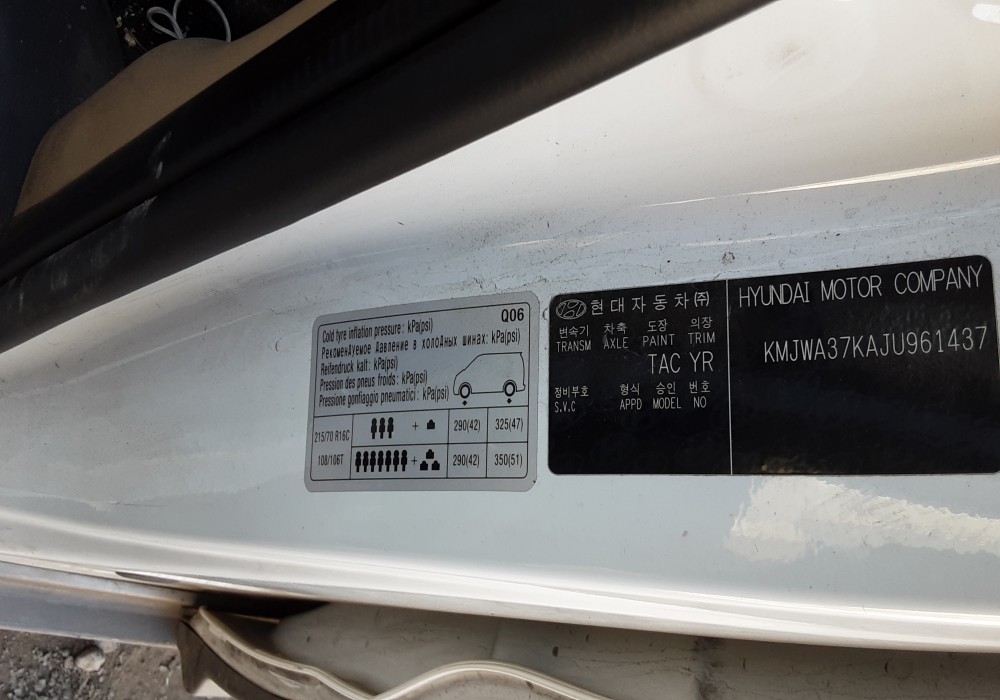 Q06
Cold tyre inflation pressure: kPa(psi)
Рекомендуемое давление в холодных шинах: kPa(psi)
Reifendruck kalt: kPa(psi)
Pression des pneus froids: kPa(psi)
Pressione gonfiaggio pneumatici: kPa(psi)
215/70 R16C
108/106T
+ 290(42) 325(47)
+ 290(42) 350(51)
현대자동차(주)
변속기 차축 도장 의장
TRANSM AXLE PAINT TRIM
TAC YR
정비부호 형식 승인 번호
S.V.C APPD MODEL NO
HYUNDAI MOTOR COMPANY
KMJWA37KAJU961437